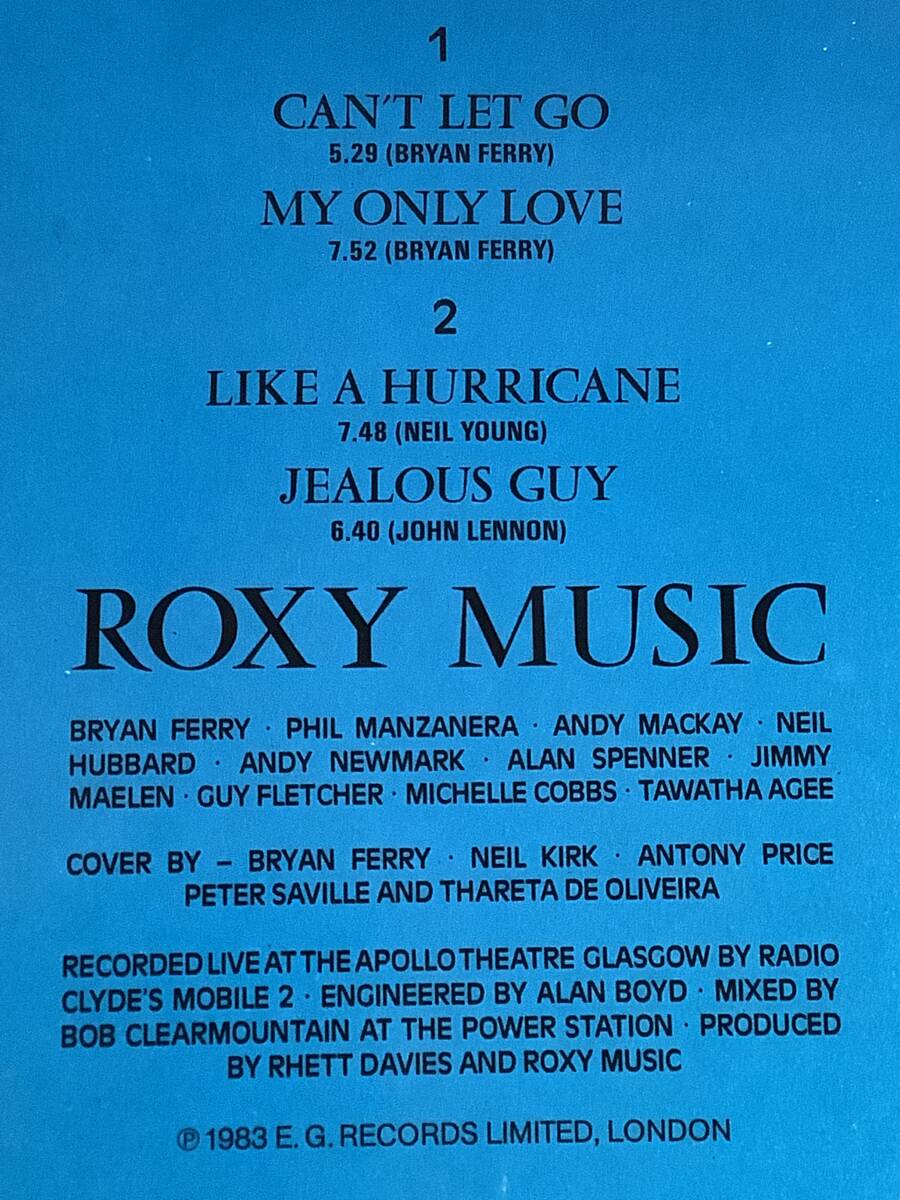 1
CAN'T LET GO
5.29 (BRYAN FERRY)
MY ONLY LOVE
7.52 (BRYAN FERRY)
2
LIKE A HURRICANE
7.48 (NEIL YOUNG)
JEALOUS GUY
6.40 (JOHN LENNON)
ROXY MUSIC
BRYAN FERRY · PHIL MANZANERA · ANDY MACKAY · NEIL
HUBBARD · ANDY NEWMARK · ALAN SPENNER · JIMMY
MAELEN · GUY FLETCHER · MICHELLE COBBS · TAWATHA AGEE
COVER BY – BRYAN FERRY · NEIL KIRK · ANTONY PRICE
PETER SAVILLE AND THARETA DE OLIVEIRA
RECORDED LIVE AT THE APOLLO THEATRE GLASGOW BY RADIO
CLYDE'S MOBILE 2 · ENGINEERED BY ALAN BOYD · MIXED BY
BOB CLEARMOUNTAIN AT THE POWER STATION · PRODUCED
BY RHETT DAVIES AND ROXY MUSIC
℗ 1983 E. G. RECORDS LIMITED, LONDON